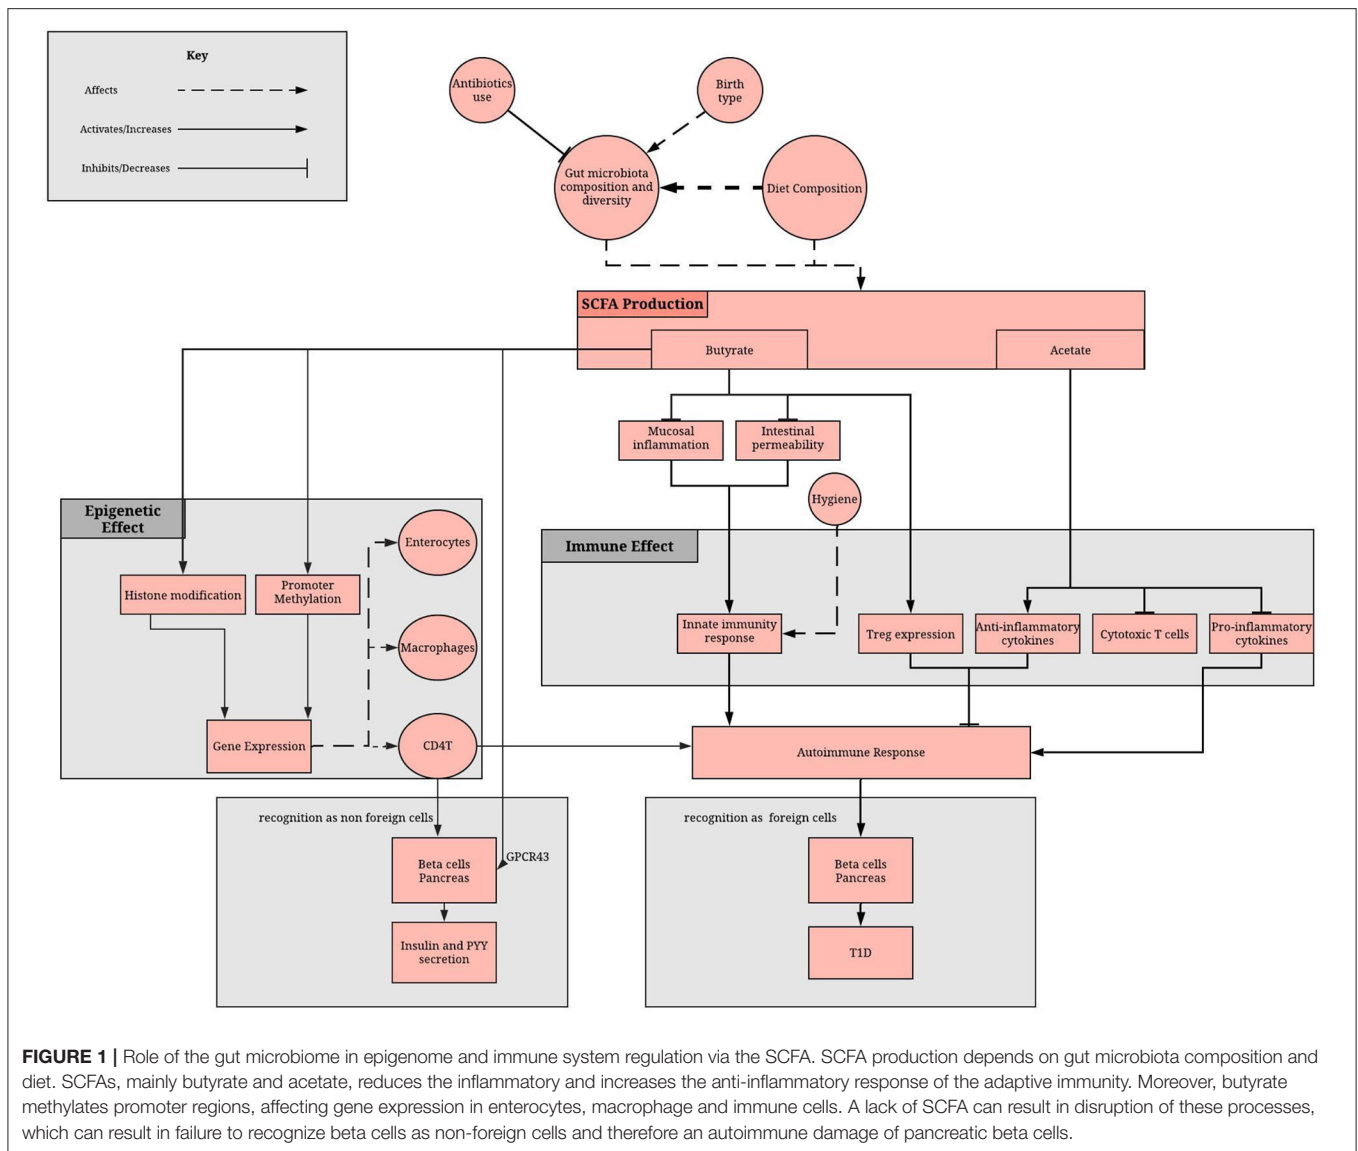 Key
Affects
Activates/Increases
Inhibits/Decreases
Antibiotics
use
Birth
type
Gut microbiota
composition and
diversity
Diet Composition
SCFA Production
Butyrate
Acetate
Mucosal
inflammation
Intestinal
permeability
Hygiene
Epigenetic
Effect
Enterocytes
Histone modification
Promoter
Methylation
Macrophages
Gene Expression
CD4T
Immune Effect
Innate immunity
response
Treg expression
Anti-inflammatory
cytokines
Cytotoxic T cells
Pro-inflammatory
cytokines
Autoimmune Response
recognition as non foreign cells
GPCR43
Beta cells
Pancreas
Insulin and PYY
secretion
recognition as foreign cells
Beta cells
Pancreas
T1D
FIGURE 1 | Role of the gut microbiome in epigenome and immune system regulation via the SCFA. SCFA production depends on gut microbiota composition and
diet. SCFAs, mainly butyrate and acetate, reduces the inflammatory and increases the anti-inflammatory response of the adaptive immunity. Moreover, butyrate
methylates promoter regions, affecting gene expression in enterocytes, macrophage and immune cells. A lack of SCFA can result in disruption of these processes,
which can result in failure to recognize beta cells as non-foreign cells and therefore an autoimmune damage of pancreatic beta cells.